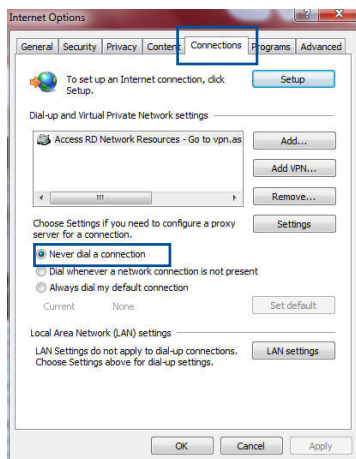 Internet Options
General Security Privacy Content Connections Programs Advanced
To set up an Internet connection, click
Setup.
Setup
Dial-up and Virtual Private Network settings
Access RD Network Resources - Go to vpn.as
Add...
Add VPN...
Remove...
Choose Settings if you need to configure a proxy
server for a connection.
Settings
Never dial a connection
Dial whenever a network connection is not present
Always dial my default connection
Current None
Set default
Local Area Network (LAN) settings
LAN Settings do not apply to dial-up connections.
Choose Settings above for dial-up settings.
LAN settings
OK Cancel Apply